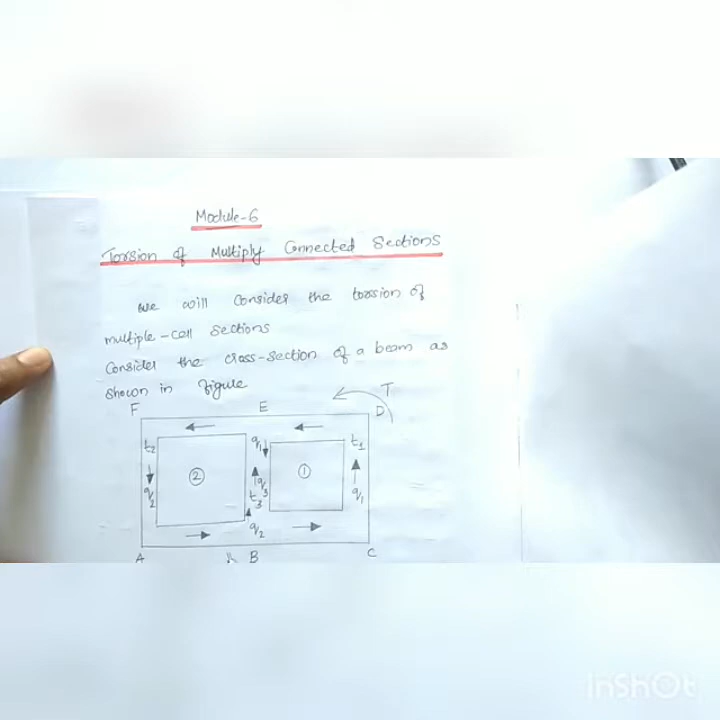 Module-6
Torsion of Multiply Connected Sections
We will consider the torsion of
multiple-cell sections
Consider the cross-section of a beam as
shown in figure
T
F E D
t2 q1 t1
2 1
q2 q3 q1
t3
q2
A B C
InShOt